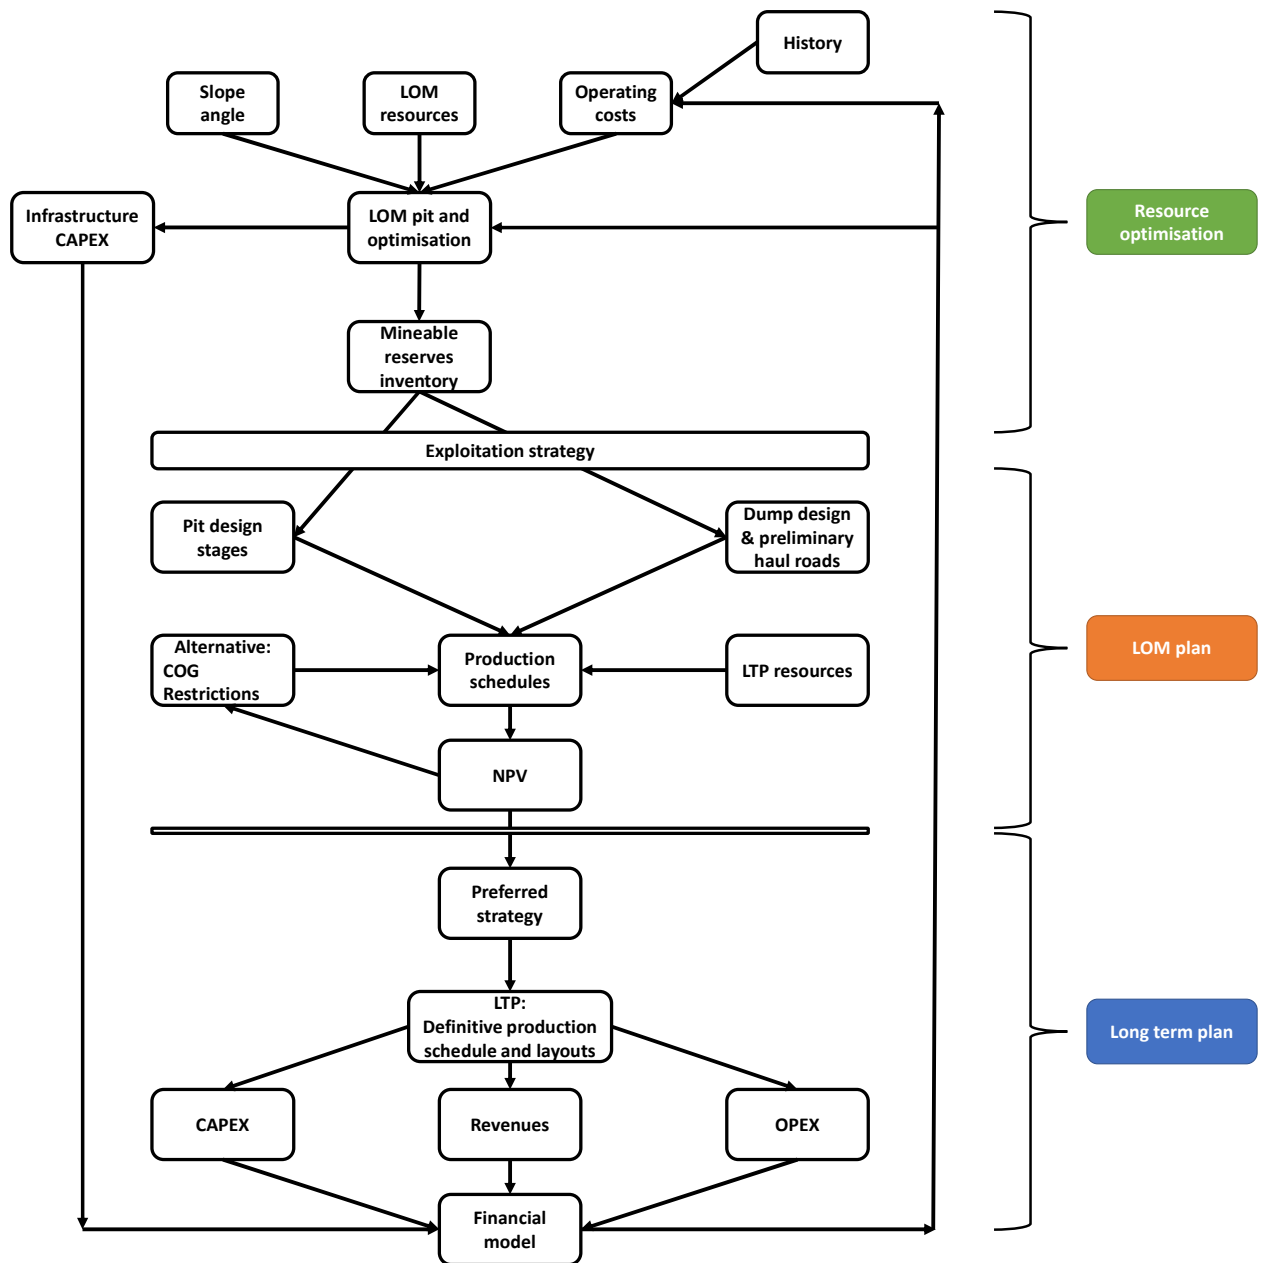 History
Slope
angle
LOM
resources
Operating
costs
Infrastructure
CAPEX
LOM pit and
optimisation
Resource
optimisation
Mineable
reserves
inventory
Exploitation strategy
Pit design
stages
Dump design
& preliminary
haul roads
Alternative:
COG
Restrictions
Production
schedules
LTP resources
LOM plan
NPV
Preferred
strategy
LTP:
Definitive production
schedule and layouts
Long term plan
CAPEX
Revenues
OPEX
Financial
model